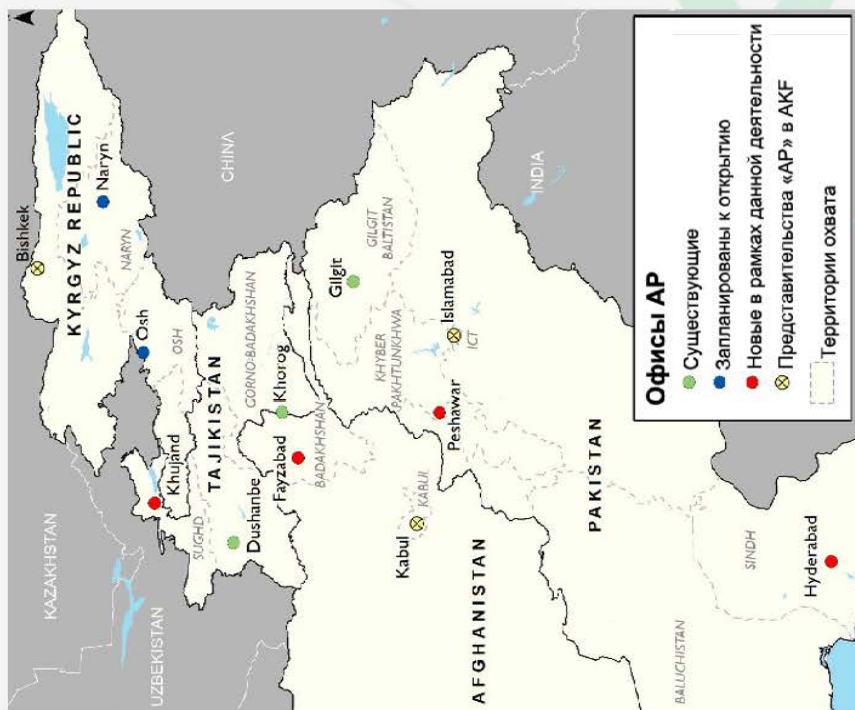 KAZAKHSTAN
UZBEKISTAN
Bishkek
KYRGYZ REPUBLIC
Naryn
NARYN
Osh
OSH
CHINA
Khujand
SUGHD
TAJIKISTAN
Dushanbe
GORNO-BADAKHSHAN
Khorog
Fayzabad
BADAKHSHAN
Gilgit
GILGIT
BALTISTAN
KHYBER
PAKHTUNKHWA
Islamabad
ICT
Peshawar
Kabul
KABUL
AFGHANISTAN
PAKISTAN
INDIA
BALUCHISTAN
SINDH
Hyderabad
Офисы АР
Существующие
Запланированы к открытию
Новые в рамках данной деятельности
Представительства «АР» в AKF
Территории охвата